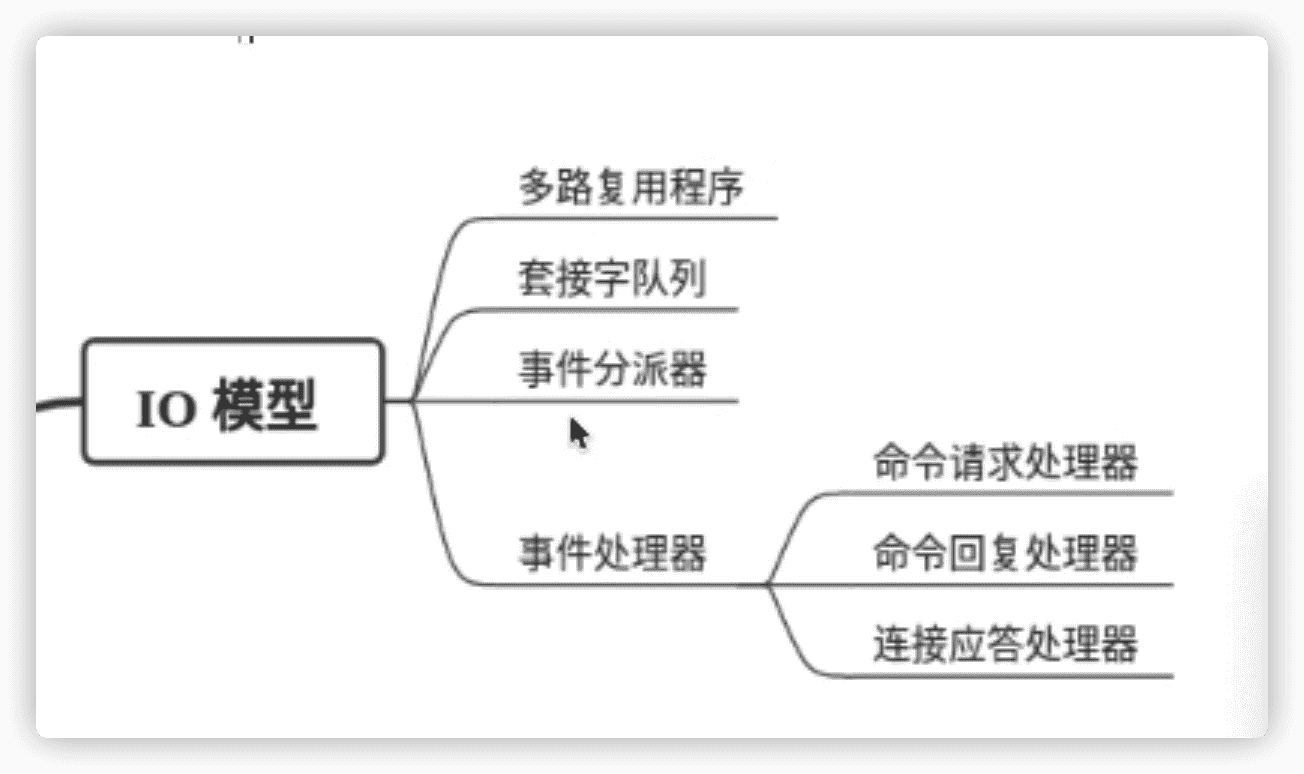 多路复用程序
套接字队列
事件分派器
IO 模型
事件处理器
命令请求处理器
命令回复处理器
连接应答处理器